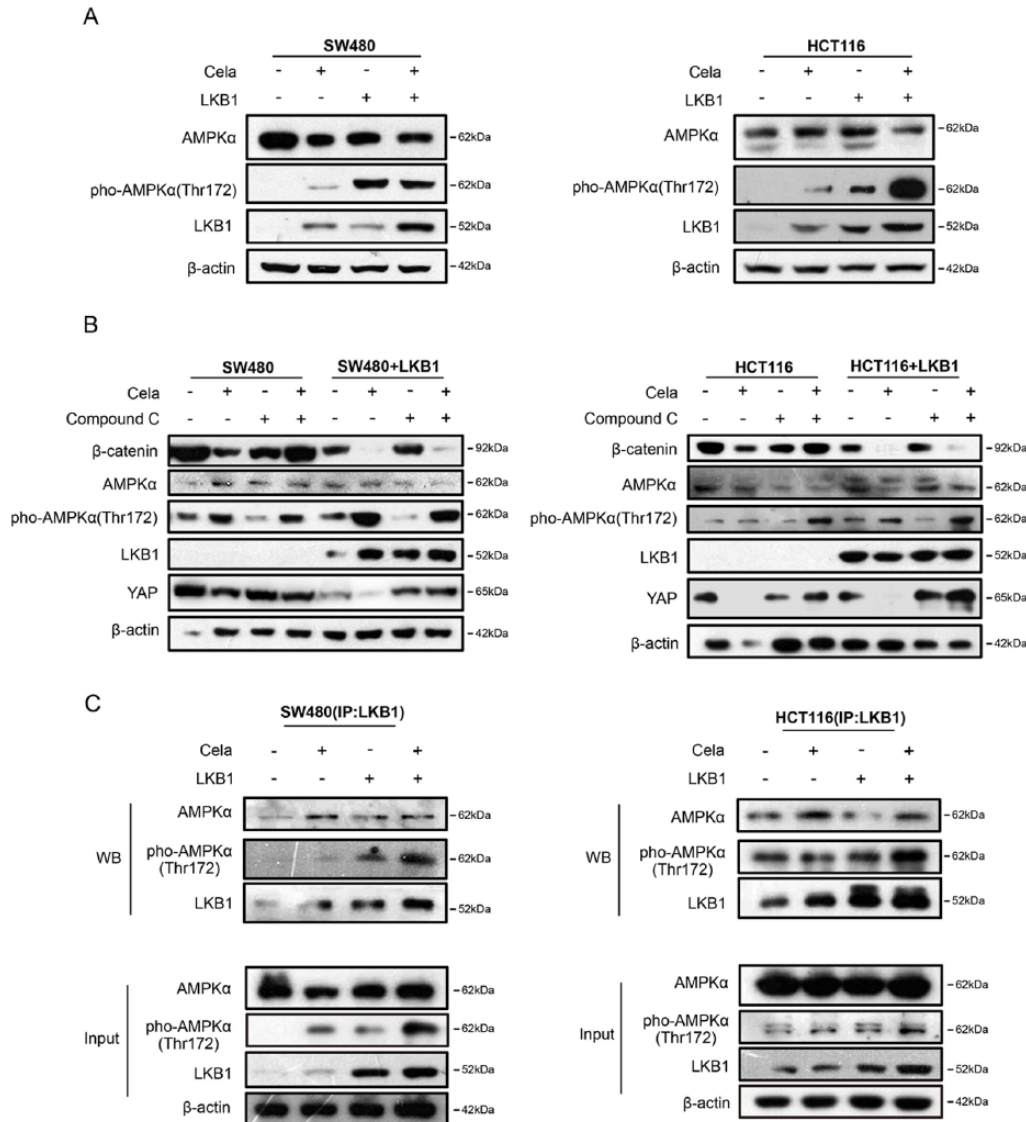 A
SW480
Cela - + - +
LKB1 - - + +
AMPKα -62kDa
pho-AMPKα(Thr172) -62kDa
LKB1 -52kDa
β-actin -42kDa
HCT116
Cela - + - +
LKB1 - - + +
AMPKα -62kDa
pho-AMPKα(Thr172) -62kDa
LKB1 -52kDa
β-actin -42kDa
B
SW480 SW480+LKB1
Cela - + - + - + - +
Compound C - - + + - - + +
β-catenin -92kDa
AMPKα -62kDa
pho-AMPKα(Thr172) -62kDa
LKB1 -52kDa
YAP -65kDa
β-actin -42kDa
HCT116 HCT116+LKB1
Cela - + - + - + - +
Compound C - - + + - - + +
β-catenin -92kDa
AMPKα -62kDa
pho-AMPKα(Thr172) -62kDa
LKB1 -52kDa
YAP -65kDa
β-actin -42kDa
C
SW480(IP:LKB1)
Cela - + - +
LKB1 - - + +
WB
AMPKα -62kDa
pho-AMPKα -62kDa
(Thr172)
LKB1 -52kDa
Input
AMPKα -62kDa
pho-AMPKα -62kDa
(Thr172)
LKB1 -52kDa
β-actin -42kDa
HCT116(IP:LKB1)
Cela - + - +
LKB1 - - + +
WB
AMPKα -62kDa
pho-AMPKα -62kDa
(Thr172)
LKB1 -52kDa
Input
AMPKα -62kDa
pho-AMPKα -62kDa
(Thr172)
LKB1 -52kDa
β-actin -42kDa